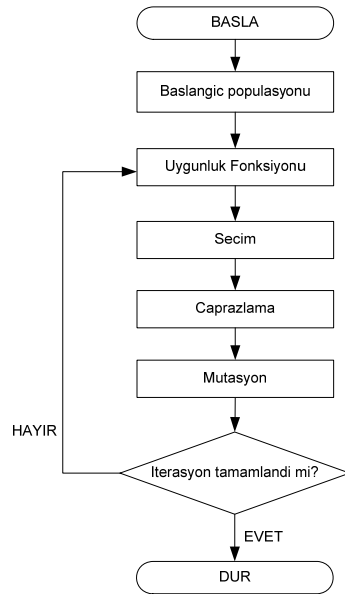 BASLA
Baslangic populasyonu
Uygunluk Fonksiyonu
Secim
Caprazlama
Mutasyon
HAYIR
Iterasyon tamamlandi mi?
EVET
DUR